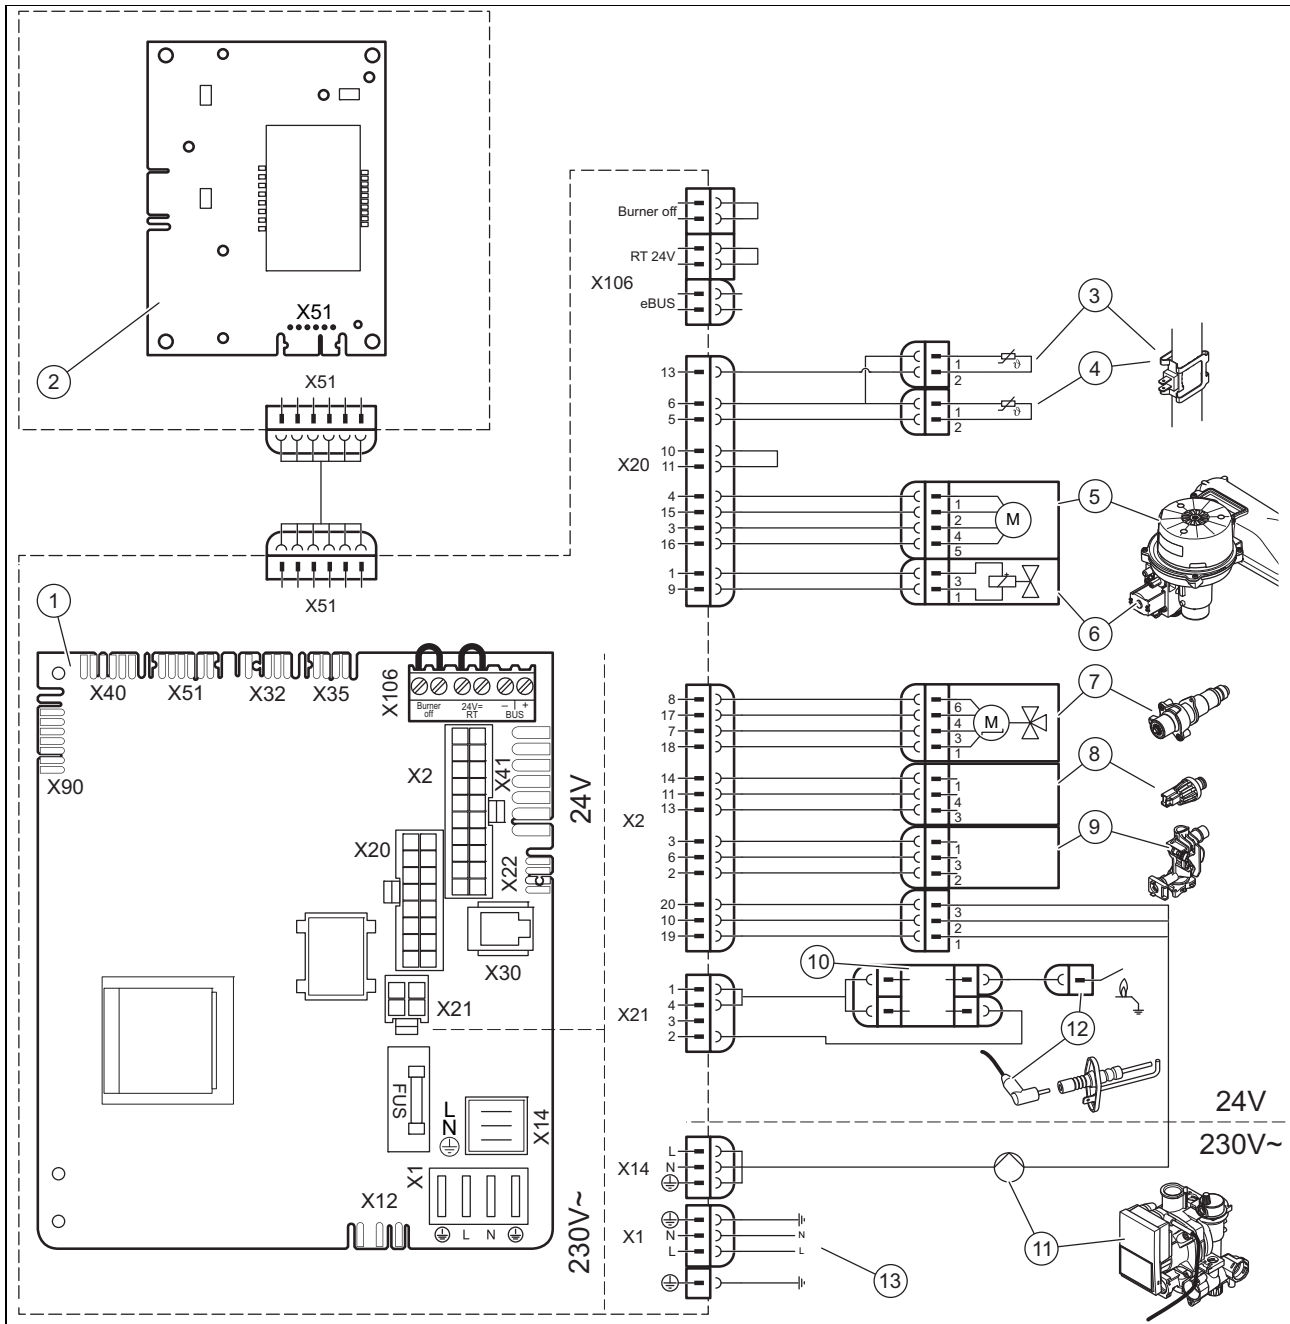 X51
2
X51
X51
1
X40 X51 X32 X35
X106
Burner off
24V= RT
– | +
BUS
X90
X2
X41
24V
X20
X22
X30
X21
FUS
L
N
X14
X1
X12
L N
230V~
Burner off
RT 24V
X106
eBUS
13
6
5
X20
10
11
4
15
3
16
1
9
1
2
ϑ
1
2
ϑ
3
4
1
2
4
5
M
5
3
1
+
6
8
17
7
18
6
4
3
1
M
7
X2
14
11
13
1
4
3
8
3
6
2
1
3
2
9
20
10
19
3
2
1
10
X21
1
4
3
2
12
24V
230V~
X14
L
N
11
X1
N
L
N
L
13